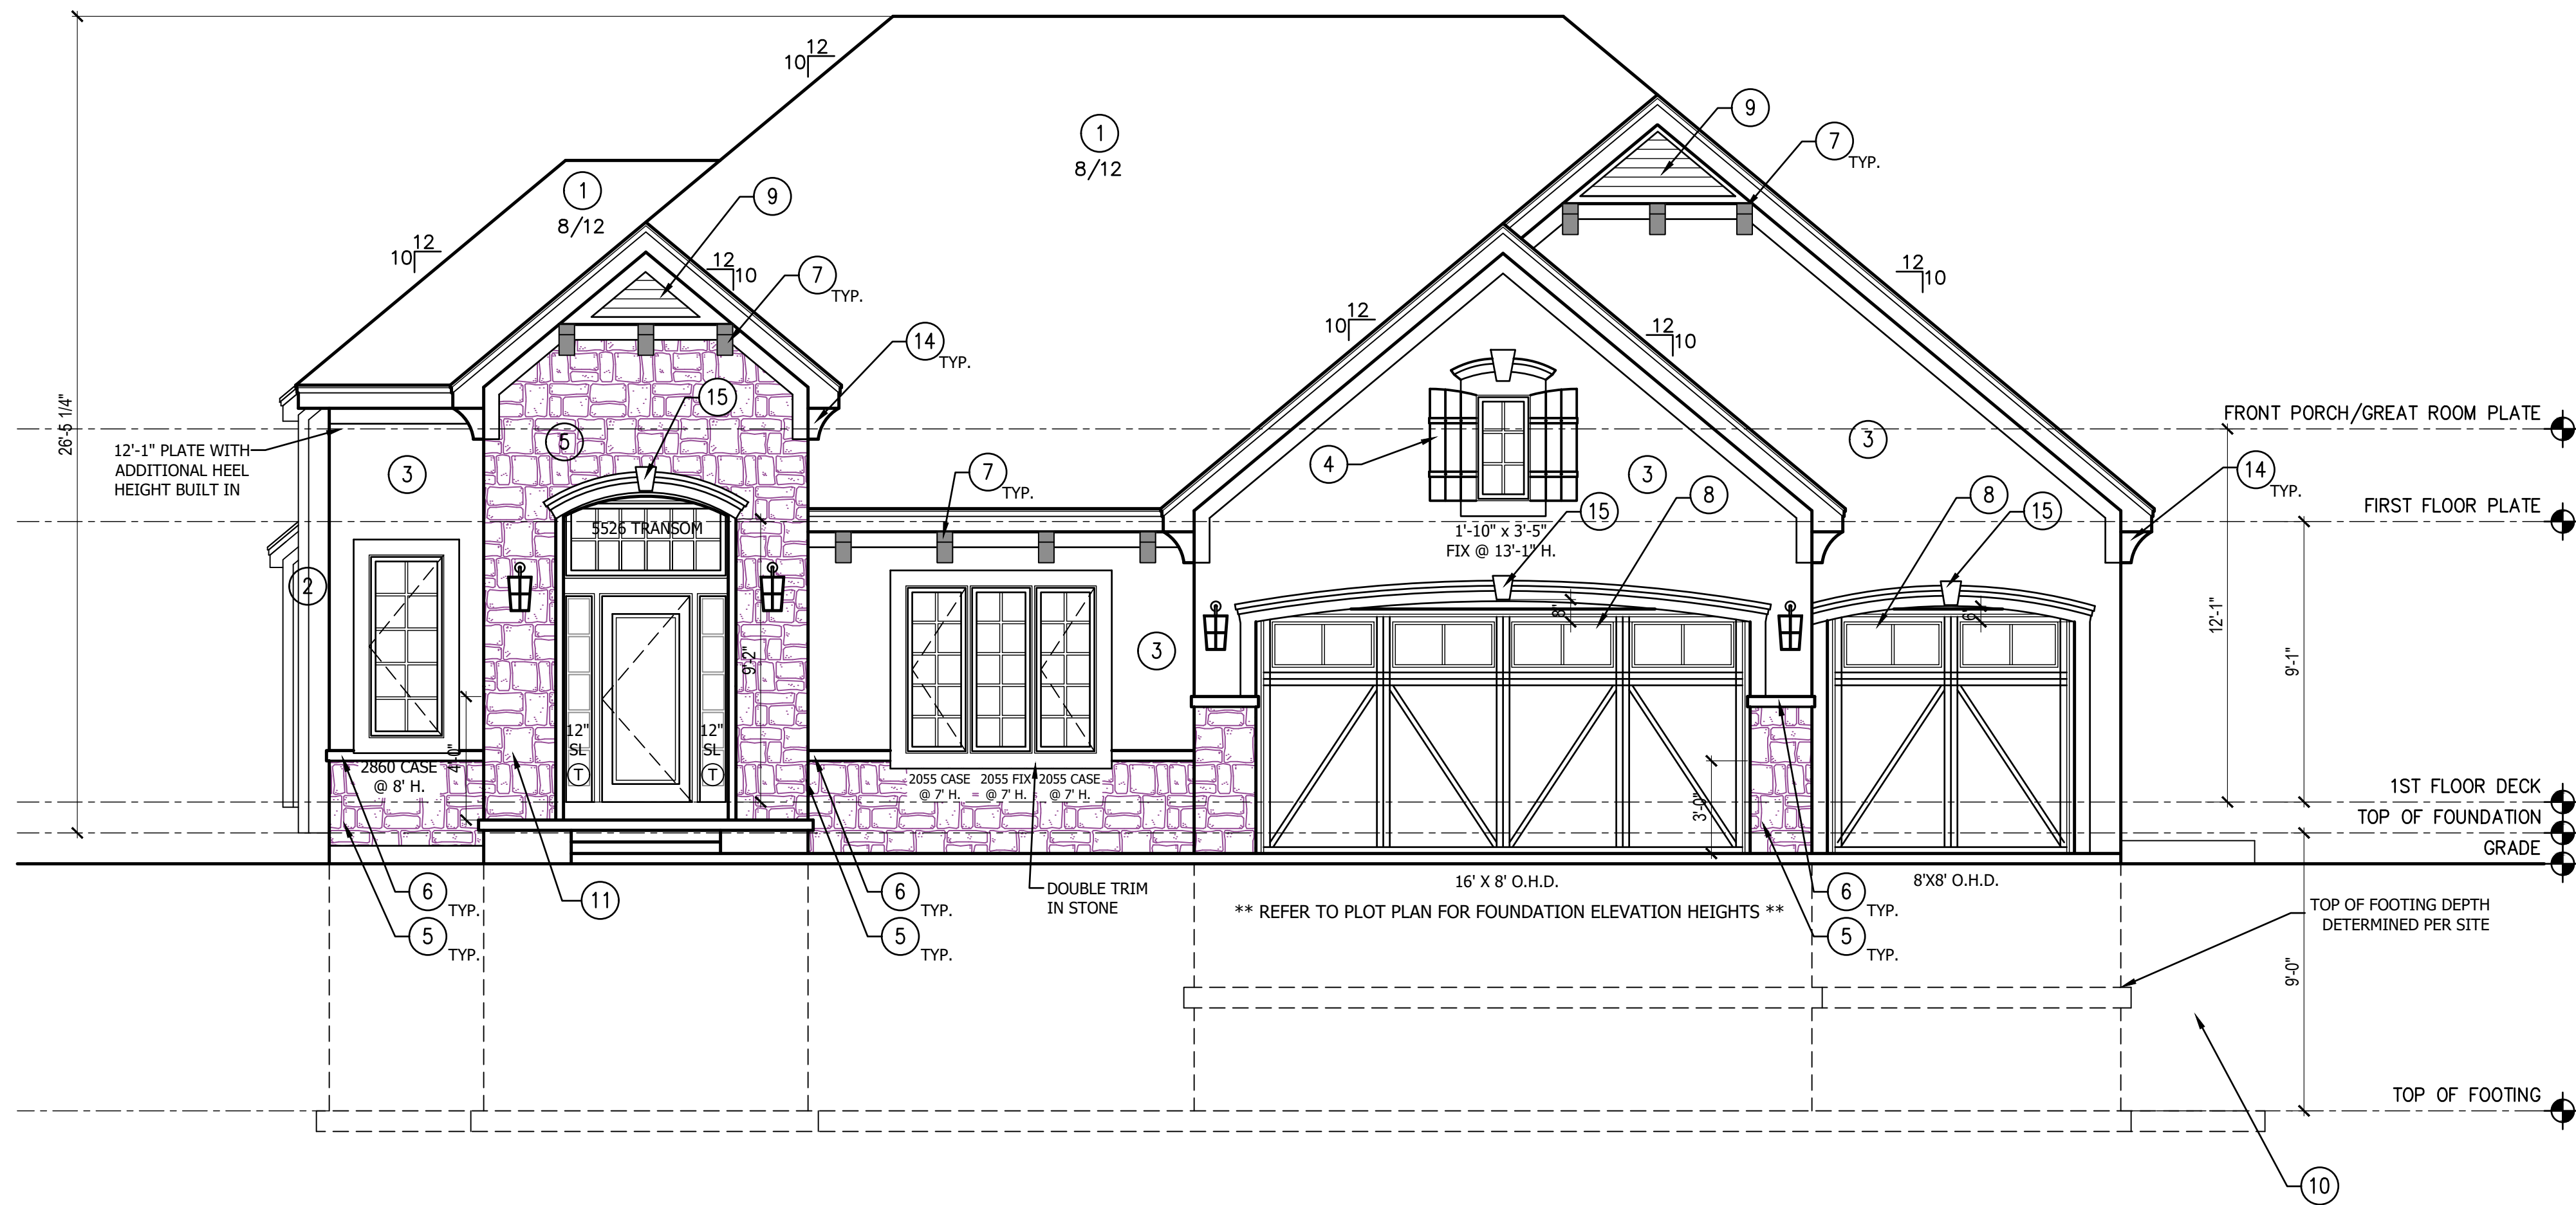 12
10
1
8/12
9
7
TYP.
1
8/12
9
12
10
12
10
7
TYP.
12
10
12
10
12
10
14
TYP.
26'-5 1/4"
15
FRONT PORCH/GREAT ROOM PLATE
5
3
12'-1" PLATE WITH
ADDITIONAL HEEL
HEIGHT BUILT IN
3
4
3
7
TYP.
8
8
14
TYP.
15
15
FIRST FLOOR PLATE
5526 TRANSOM
1'-10" x 3'-5"
FIX @ 13'-1" H.
2
8"
6"
12'-1"
9'-1"
3
9'-2"
12"
SL
T
12"
SL
T
4'-0"
2860 CASE
@ 8' H.
2055 CASE
@ 7' H.
2055 FIX
@ 7' H.
2055 CASE
@ 7' H.
3'-0"
1ST FLOOR DECK
TOP OF FOUNDATION
GRADE
6
TYP.
5
TYP.
11
6
TYP.
5
TYP.
DOUBLE TRIM
IN STONE
16' X 8' O.H.D.
8'X8' O.H.D.
** REFER TO PLOT PLAN FOR FOUNDATION ELEVATION HEIGHTS **
6
TYP.
5
TYP.
TOP OF FOOTING DEPTH
DETERMINED PER SITE
9'-0"
TOP OF FOOTING
10